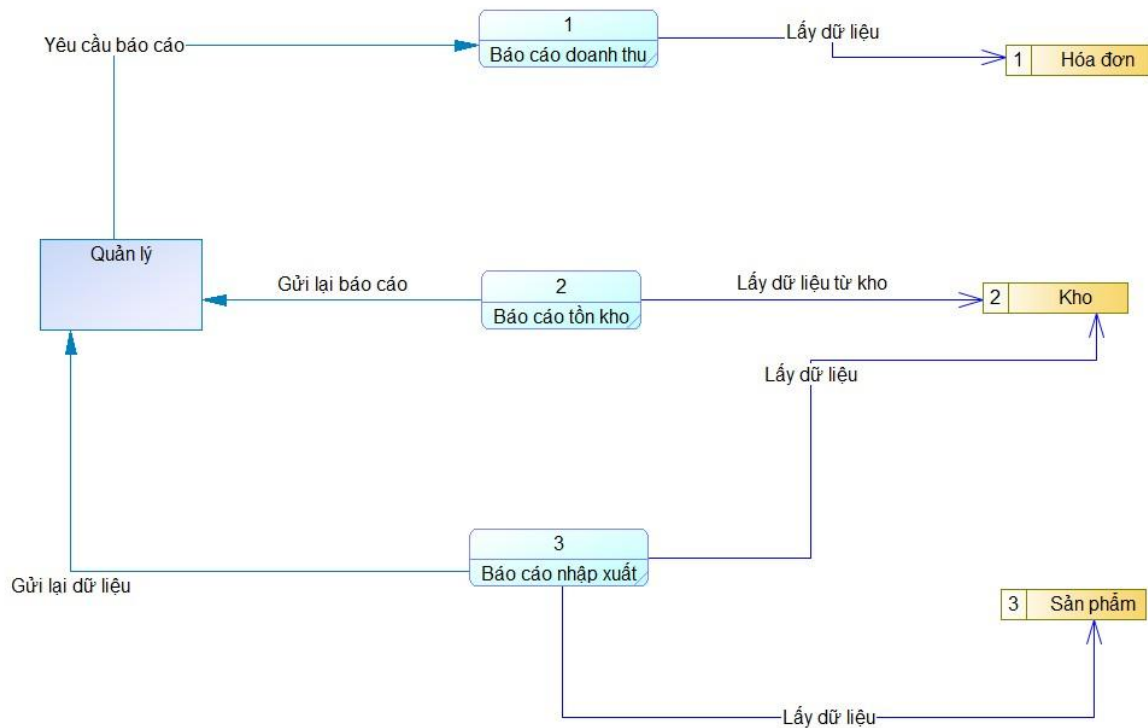 1
Yêu cầu báo cáo
Báo cáo doanh thu
Lấy dữ liệu
1 Hóa đơn
Quản lý
Gửi lại báo cáo
2
Báo cáo tồn kho
Lấy dữ liệu từ kho
2 Kho
Lấy dữ liệu
3
Báo cáo nhập xuất
Gửi lại dữ liệu
3 Sản phẩm
Lấy dữ liệu